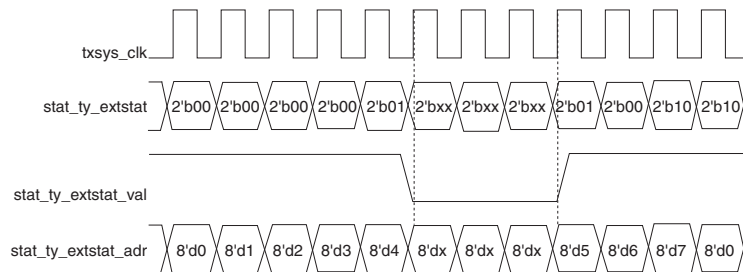 txsys_clk
stat_ty_extstat 2'b00 2'b00 2'b00 2'b00 2'b01 2'bxx 2'bxx 2'bxx 2'b01 2'b00 2'b10 2'b10
stat_ty_extstat_val
stat_ty_extstat_adr 8'd0 8'd1 8'd2 8'd3 8'd4 8'dx 8'dx 8'dx 8'd5 8'd6 8'd7 8'd0